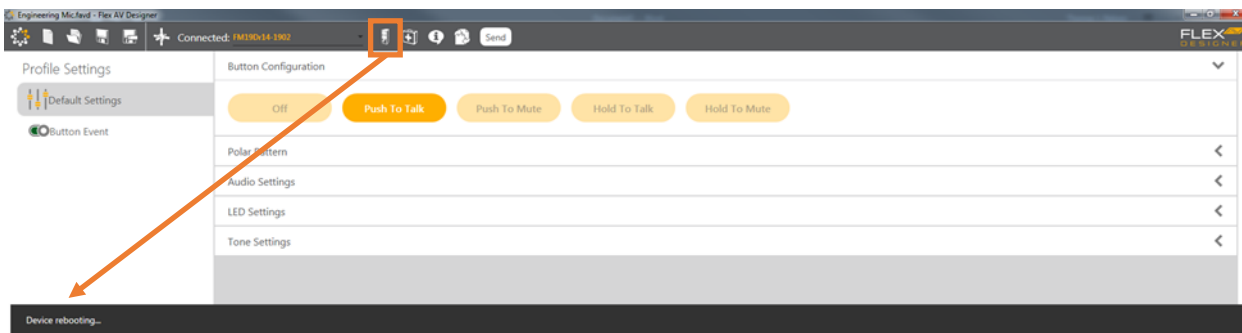 Engineering Mic.favd - Flex AV Designer
Connected: FM19Dr14-1902
Send
FLEX
DESIGNER
Profile Settings
Default Settings
Button Event
Button Configuration
Off
Push To Talk
Push To Mute
Hold To Talk
Hold To Mute
Polar Pattern
Audio Settings
LED Settings
Tone Settings
Device rebooting...